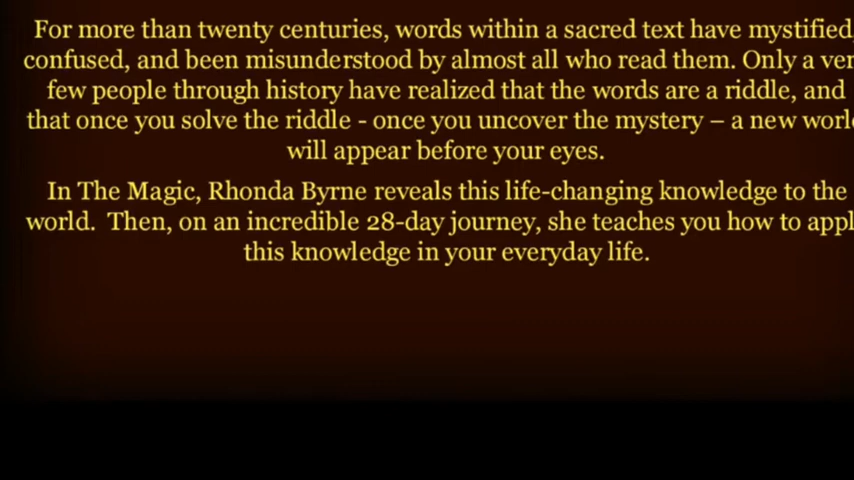 For more than twenty centuries, words within a sacred text have mystified,
confused, and been misunderstood by almost all who read them. Only a ver
few people through history have realized that the words are a riddle, and
that once you solve the riddle - once you uncover the mystery – a new worl
will appear before your eyes.
In The Magic, Rhonda Byrne reveals this life-changing knowledge to the
world. Then, on an incredible 28-day journey, she teaches you how to appl
this knowledge in your everyday life.